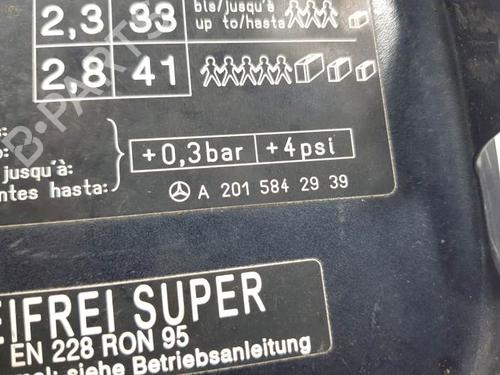 2,3 33 bis/jusqu'à
up to/hasta
2,8 41
jusqu'à:
antes hasta:
+0,3bar +4psi
A 201 584 29 39
EIFREI SUPER
EN 228 RON 95
siehe Betriebsanleitung
B-PARTS